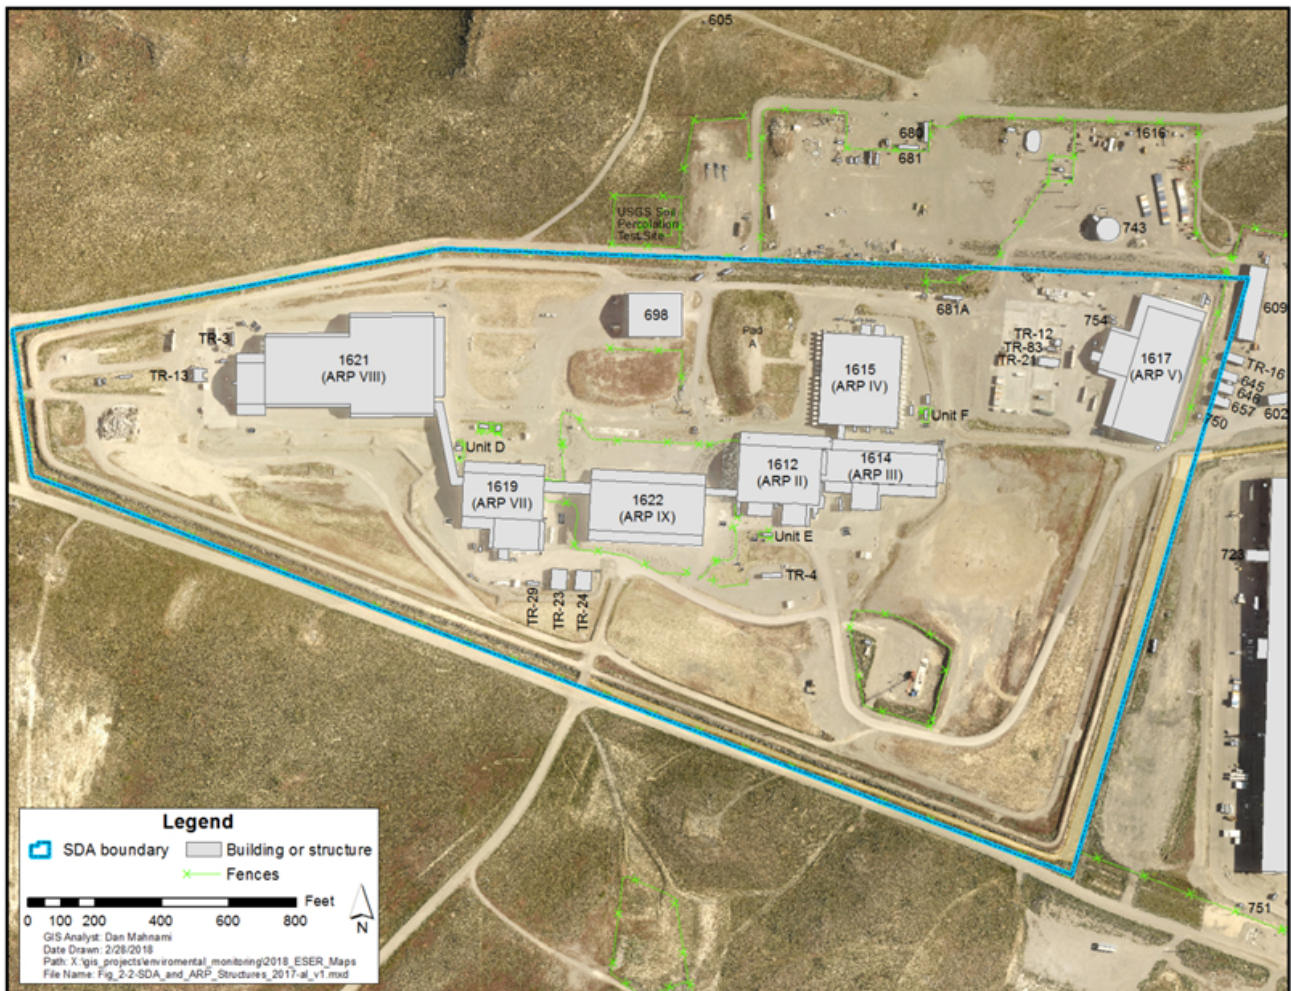 605
680
681
1616
USGS Soil
Percolation
Test Site
743
609
681A
698
Pad
A
754
TR-12
TR-83
TR-21
1617
(ARP V)
TR-16
645
646
657
602
750
TR-3
TR-13
1621
(ARP VIII)
1615
(ARP IV)
Unit F
Unit D
1612
(ARP II)
1614
(ARP III)
1619
(ARP VII)
1622
(ARP IX)
Unit E
TR-4
TR-29
TR-23
TR-24
723
751
Legend
SDA boundary
Building or structure
Fences
Feet
0 100 200 400 600 800
N
GIS Analyst: Dan Mahnami
Date Drawn: 2/28/2018
Path: X:\gis_projects\enviromental_monitoring\2018_ESER_Maps
File Name: Fig_2-2-SDA_and_ARP_Structures_2017-al_v1.mxd